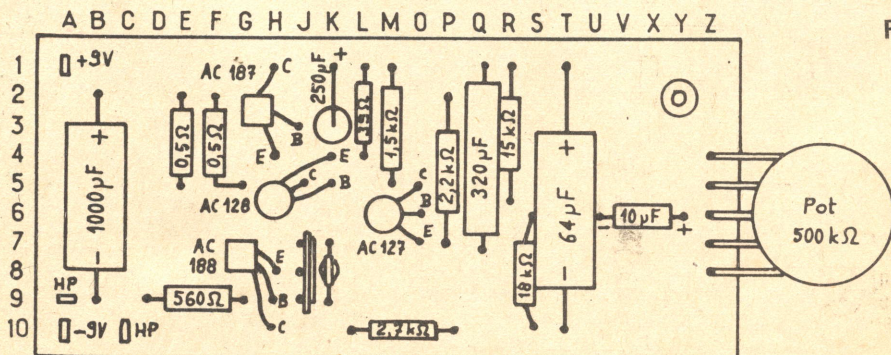 A B C D E F G H J K L M O P Q R S T U V X Y Z
F
1
2
3
4
5
6
7
8
9
10
+9V
AC 187
C
B
E
250µF
+
39Ω
1,5kΩ
0,5Ω
0,5Ω
+
1000µF
-
AC 128
E
C
B
2,2kΩ
320µF
15kΩ
+
64µF
-
10µF
-
+
Pot
500kΩ
C
B
E
AC 127
AC
188
E
B
C
18kΩ
HP
560Ω
-9V
HP
2,7kΩ